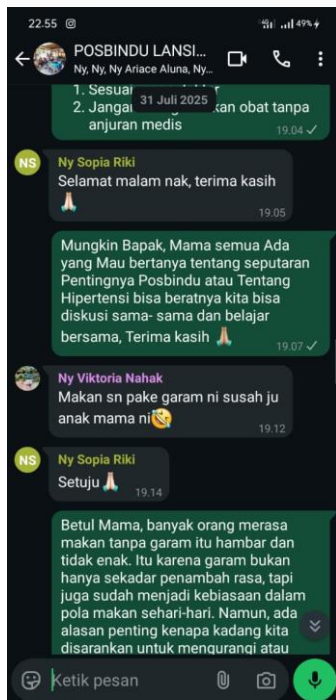 22.55
49%
POSBINDU LANSI...
Ny, Ny, Ny Ariace Aluna, Ny...
1. Sesua
31 Juli 2025
2. Jangan kan obat tanpa
anjuran medis
19.04
NS
Ny Sopia Riki
Selamat malam nak, terima kasih
19.05
Mungkin Bapak, Mama semua Ada
yang Mau bertanya tentang seputaran
Pentingnya Posbindu atau Tentang
Hipertensi bisa beratnya kita bisa
diskusi sama- sama dan belajar
bersama, Terima kasih
19.07
Ny Viktoria Nahak
Makan sn pake garam ni susah ju
anak mama ni
19.12
NS
Ny Sopia Riki
Setuju
19.14
Betul Mama, banyak orang merasa
makan tanpa garam itu hambar dan
tidak enak. Itu karena garam bukan
hanya sekadar penambah rasa, tapi
juga sudah menjadi kebiasaan dalam
pola makan sehari-hari. Namun, ada
alasan penting kenapa kadang kita
disarankan untuk mengurangi atau
Ketik pesan